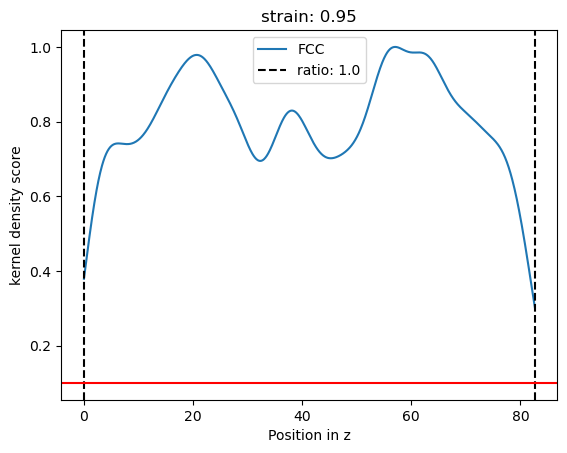 strain: 0.95
FCC
ratio: 1.0
kernel density score
1.0
0.8
0.6
0.4
0.2
0 20 40 60 80
Position in z